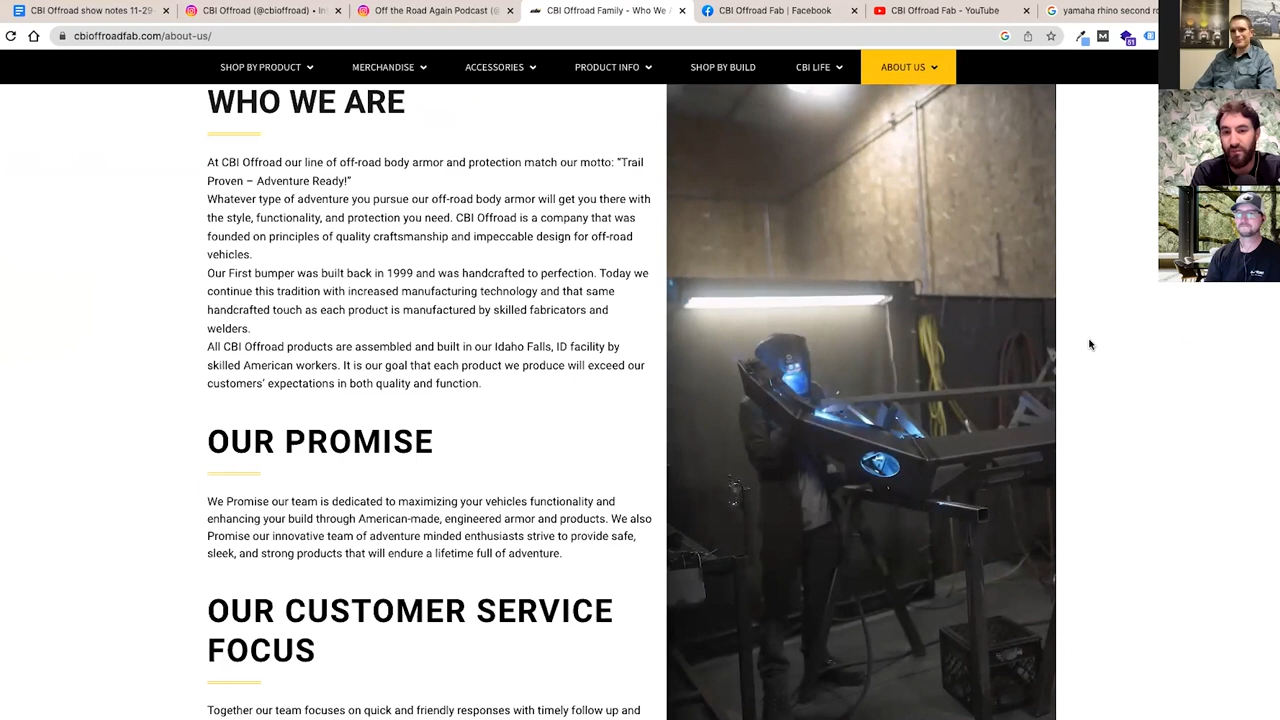 CBI Offroad show notes 11-29-
CBI Offroad (@cbioffroad) • In
Off the Road Again Podcast (@
CBI Offroad Family - Who We A
CBI Offroad Fab | Facebook
CBI Offroad Fab - YouTube
yamaha rhino second ro
cbioffroadfab.com/about-us/
SHOP BY PRODUCT
MERCHANDISE
ACCESSORIES
PRODUCT INFO
SHOP BY BUILD
CBI LIFE
ABOUT US
WHO WE ARE
At CBI Offroad our line of off-road body armor and protection match our motto: “Trail
Proven – Adventure Ready!”
Whatever type of adventure you pursue our off-road body armor will get you there with
the style, functionality, and protection you need. CBI Offroad is a company that was
founded on principles of quality craftsmanship and impeccable design for off-road
vehicles.
Our First bumper was built back in 1999 and was handcrafted to perfection. Today we
continue this tradition with increased manufacturing technology and that same
handcrafted touch as each product is manufactured by skilled fabricators and
welders.
All CBI Offroad products are assembled and built in our Idaho Falls, ID facility by
skilled American workers. It is our goal that each product we produce will exceed our
customers’ expectations in both quality and function.
OUR PROMISE
We Promise our team is dedicated to maximizing your vehicles functionality and
enhancing your build through American-made, engineered armor and products. We also
Promise our innovative team of adventure minded enthusiasts strive to provide safe,
sleek, and strong products that will endure a lifetime full of adventure.
OUR CUSTOMER SERVICE
FOCUS
Together our team focuses on quick and friendly responses with timely follow up and